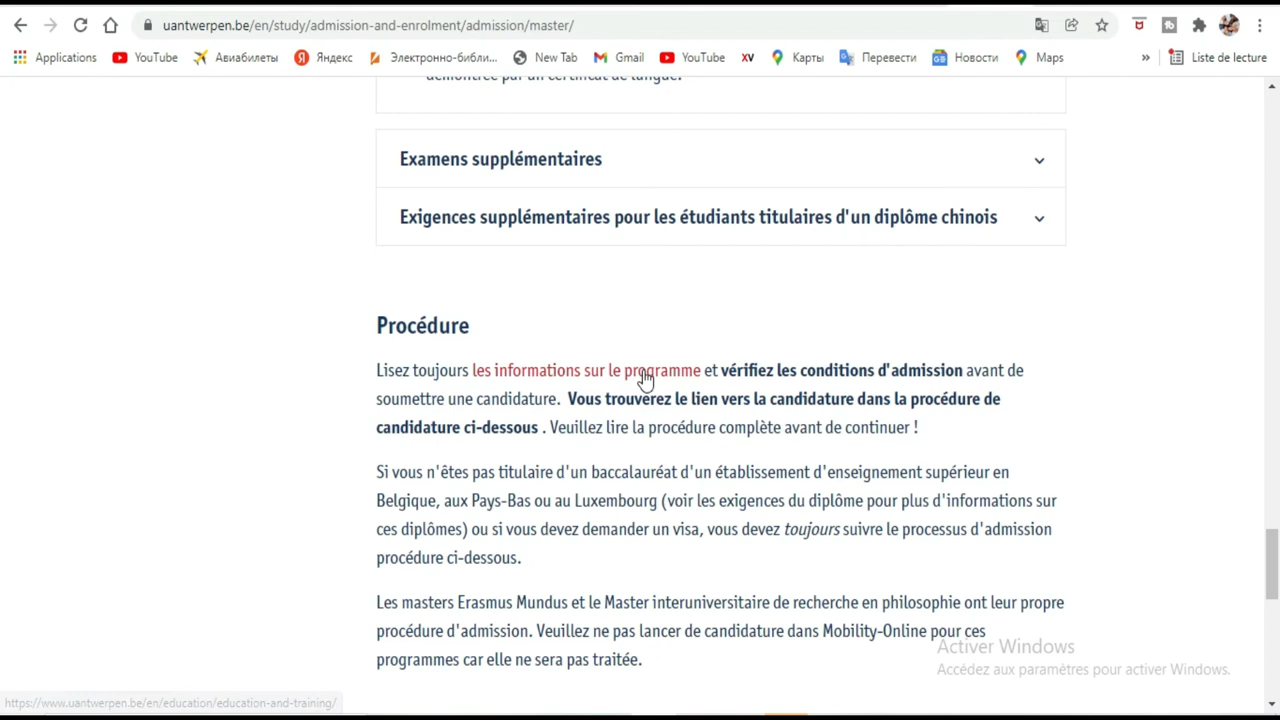 uantwerpen.be/en/study/admission-and-enrolment/admission/master/
Applications YouTube Авиабилеты Яндекс Электронно-библи... New Tab Gmail YouTube XV Карты Перевести Новости Maps » Liste de lecture
démontrée par un certificat de langue.
Examens supplémentaires
Exigences supplémentaires pour les étudiants titulaires d'un diplôme chinois
Procédure
Lisez toujours les informations sur le programme et vérifiez les conditions d'admission avant de
soumettre une candidature. Vous trouverez le lien vers la candidature dans la procédure de
candidature ci-dessous . Veuillez lire la procédure complète avant de continuer !
Si vous n'êtes pas titulaire d'un baccalauréat d'un établissement d'enseignement supérieur en
Belgique, aux Pays-Bas ou au Luxembourg (voir les exigences du diplôme pour plus d'informations sur
ces diplômes) ou si vous devez demander un visa, vous devez toujours suivre le processus d'admission
procédure ci-dessous.
Les masters Erasmus Mundus et le Master interuniversitaire de recherche en philosophie ont leur propre
procédure d'admission. Veuillez ne pas lancer de candidature dans Mobility-Online pour ces
programmes car elle ne sera pas traitée.
Activer Windows
Accédez aux paramètres pour activer Windows.
https://www.uantwerpen.be/en/education/education-and-training/